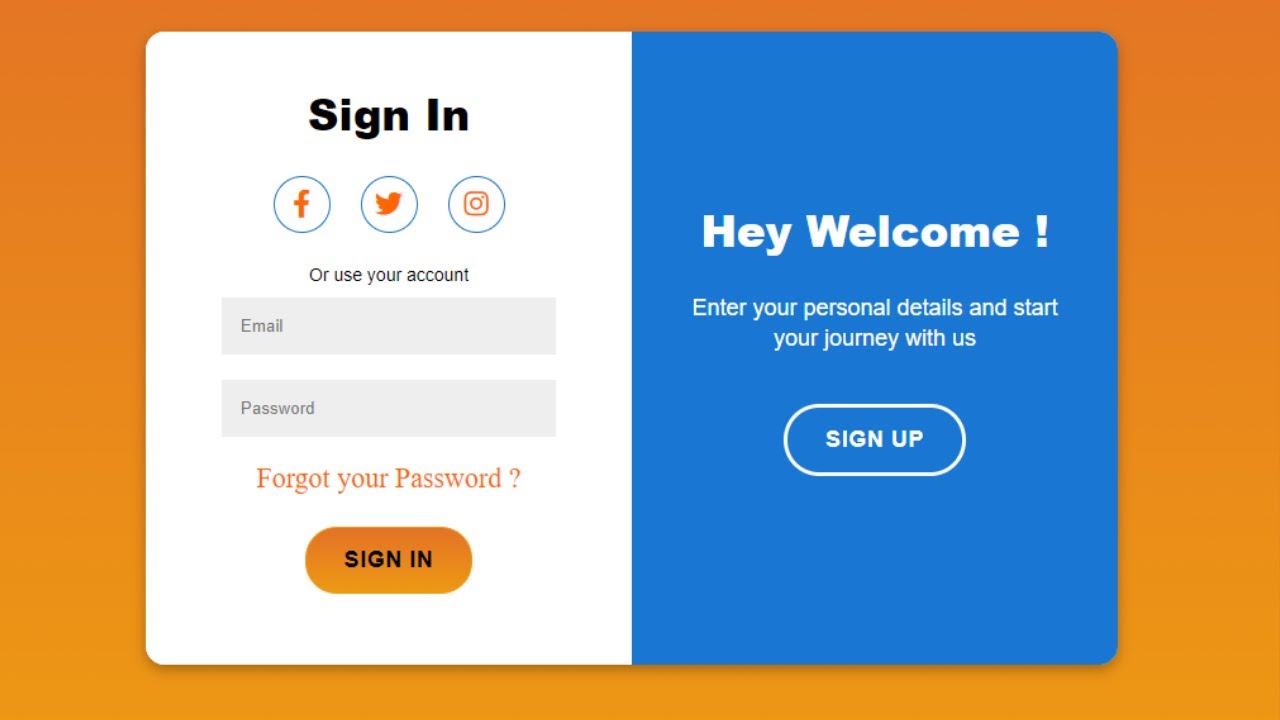 Sign In
Or use your account
Email
Password
Forgot your Password ?
SIGN IN
Hey Welcome !
Enter your personal details and start
your journey with us
SIGN UP